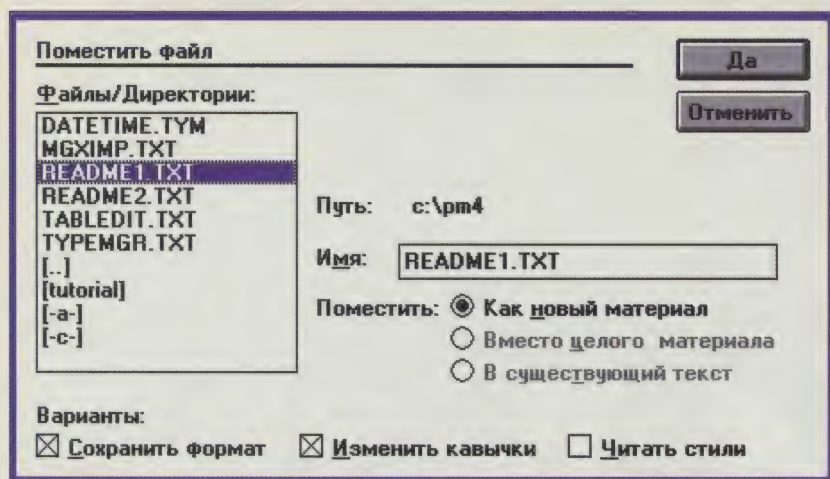 Поместить файл
Да
Отменить
Файлы/Директории:
DATETIME.TYM
MGXIMP.TXT
README1.TXT
README2.TXT
TABLEDIT.TXT
TYPEMGR.TXT
[..]
[tutorial]
[-a-]
[-c-]
Путь: c:\pm4
Имя: README1.TXT
Поместить: Как новый материал
Вместо целого материала
В существующий текст
Варианты:
Сохранить формат Изменить кавычки Читать стили